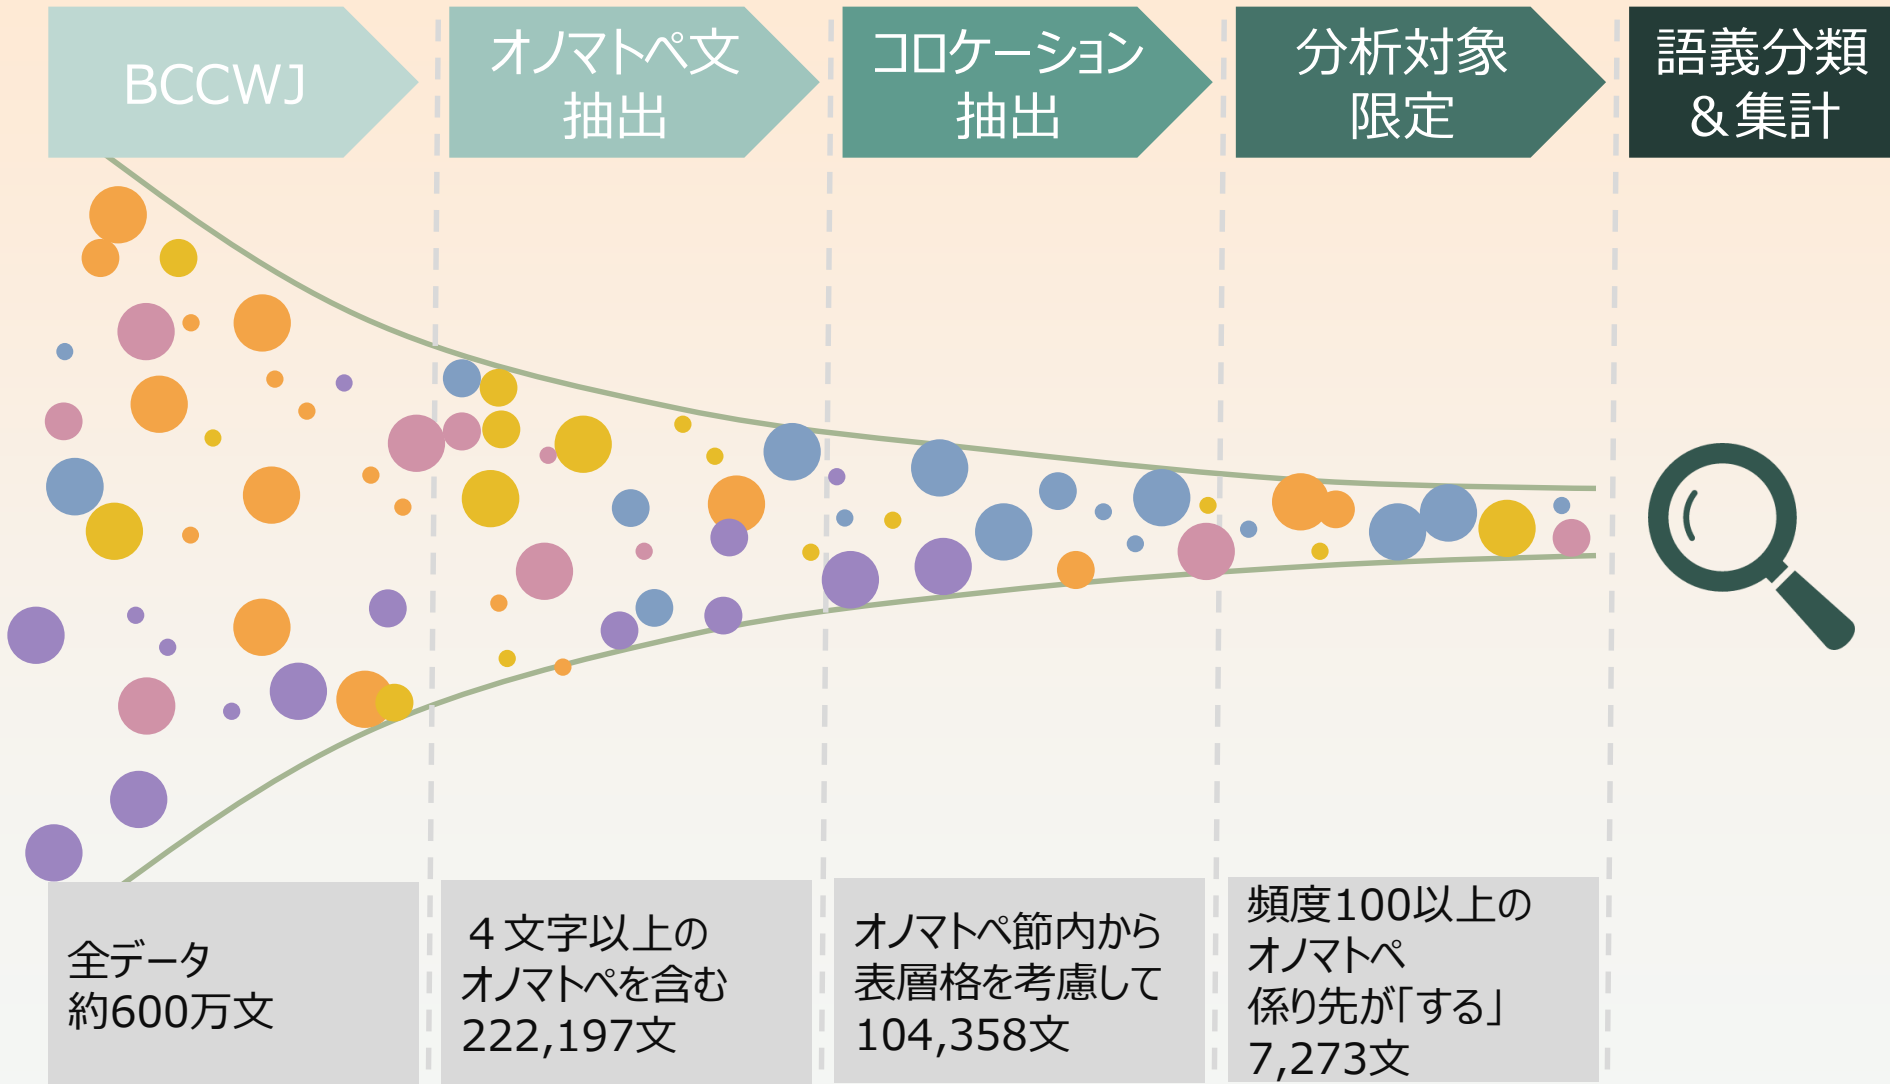 BCCWJ
オノマトペ文
抽出
コロケーション
抽出
分析対象
限定
語義分類
&集計
全データ
約600万文
４文字以上の
オノマトペを含む
222,197文
オノマトペ節内から
表層格を考慮して
104,358文
頻度100以上の
オノマトペ
係り先が「する」
7,273文